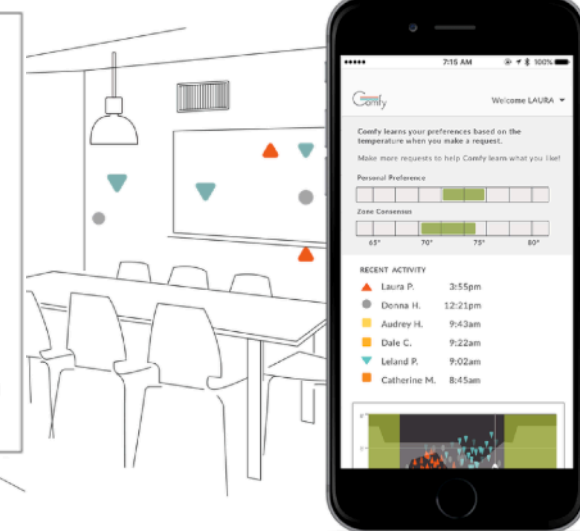 7:15 AM
100%
Comfy
Welcome LAURA
Comfy learns your preferences based on the
temperature when you make a request.
Make more requests to help Comfy learn what you like!
Personal Preference
Zone Consensus
65° 70° 75° 80°
RECENT ACTIVITY
Laura P. 3:55pm
Donna H. 12:21pm
Audrey H. 9:43am
Dale C. 9:22am
Leland P. 9:02am
Catherine M. 8:45am